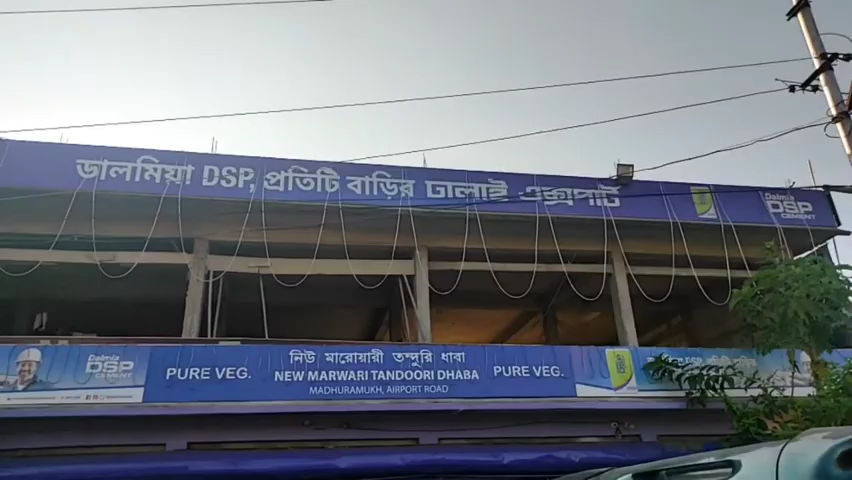 ডালমিয়া DSP, প্রতিটি বাড়ির ঢালাই এক্সপার্ট
Dalmia
DSP
CEMENT
Dalmia
DSP
CEMENT
PURE VEG.
নিউ মারোয়ারী তন্দুরি ধাবা
NEW MARWARI TANDOORI DHABA
MADHURAMUKH, AIRPORT ROAD
PURE VEG.